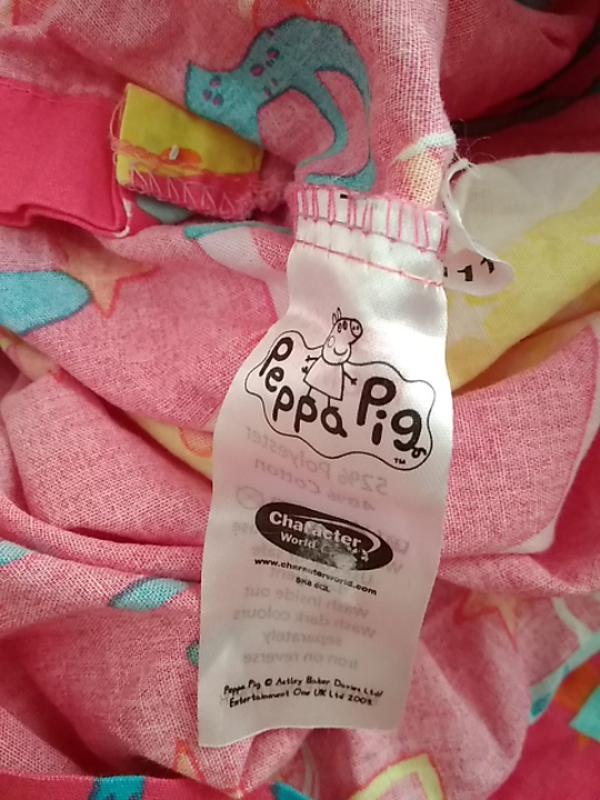 Peppa Pig
TM
52% Polyester
48% Cotton
Character
World
www.characterworld.com
Wash inside out
Wash dark colours
separately
Iron on reverse
Peppa Pig © Astley Baker Davies Ltd/
Entertainment One UK Ltd 2003.